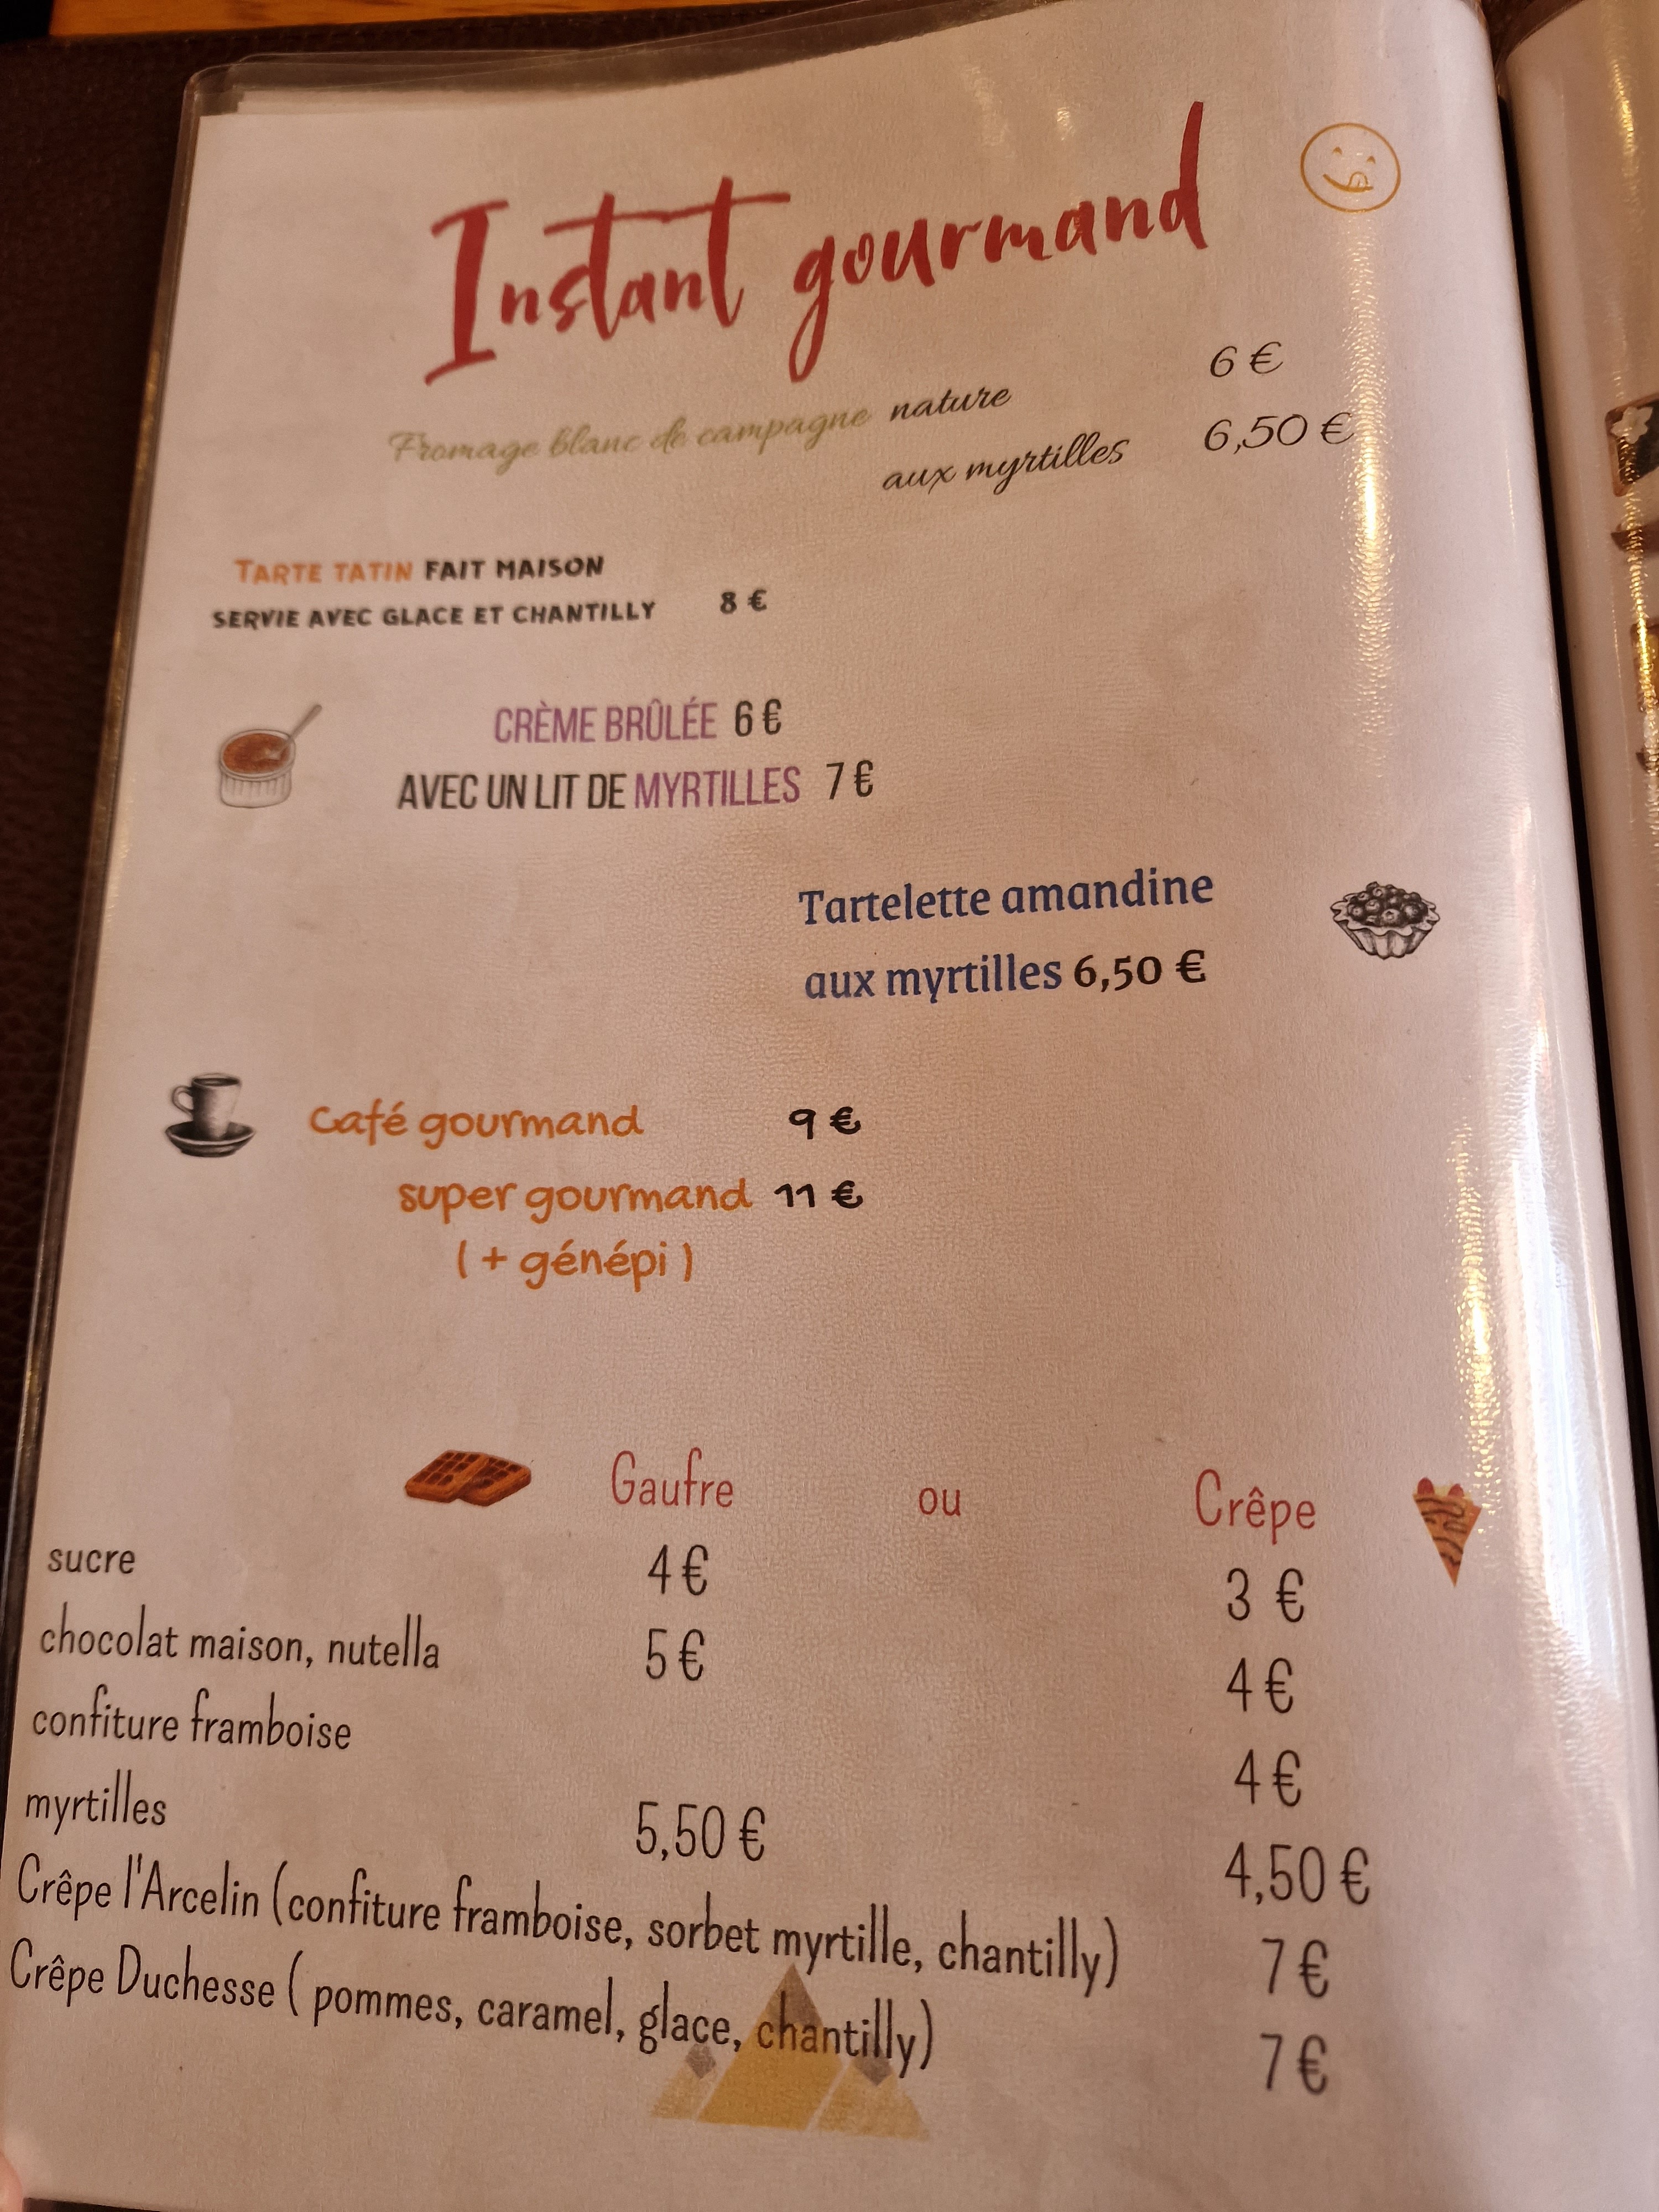 Instant gourmand
Fromage blanc de campagne nature 6 €
aux myrtilles 6,50 €
TARTE TATIN FAIT MAISON
SERVIE AVEC GLACE ET CHANTILLY 8 €
CRÈME BRÛLÉE 6 €
AVEC UN LIT DE MYRTILLES 7 €
Tartelette amandine
aux myrtilles 6,50 €
Café gourmand 9 €
super gourmand 11 €
( + génépi )
Gaufre ou Crêpe
sucre 4 € 3 €
chocolat maison, nutella 5 € 4 €
confiture framboise 4 €
myrtilles 5,50 € 4,50 €
Crêpe l'Arcelin (confiture framboise, sorbet myrtille, chantilly) 7 €
Crêpe Duchesse ( pommes, caramel, glace, chantilly) 7 €